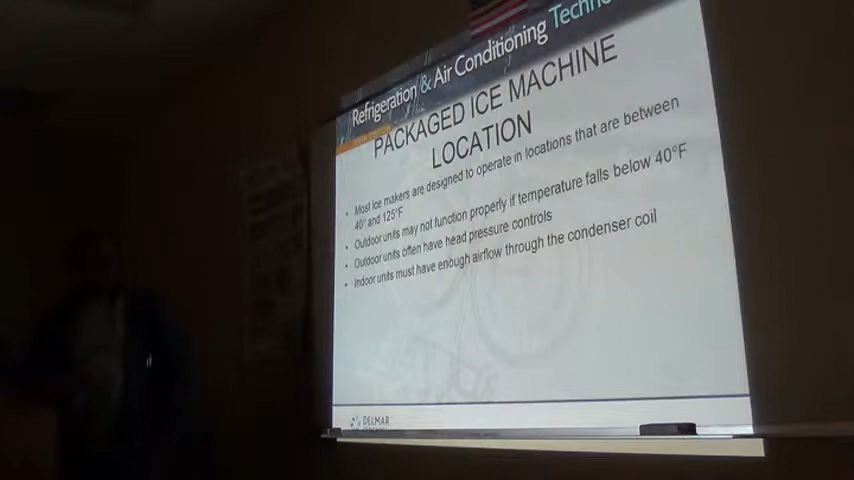 Refrigeration & Air Conditioning Techno
PACKAGED ICE MACHINE
LOCATION
• Most ice makers are designed to operate in locations that are between
40° and 125°F
• Outdoor units may not function properly if temperature falls below 40°F
• Outdoor units often have head pressure controls
• Indoor units must have enough airflow through the condenser coil
DELMAR